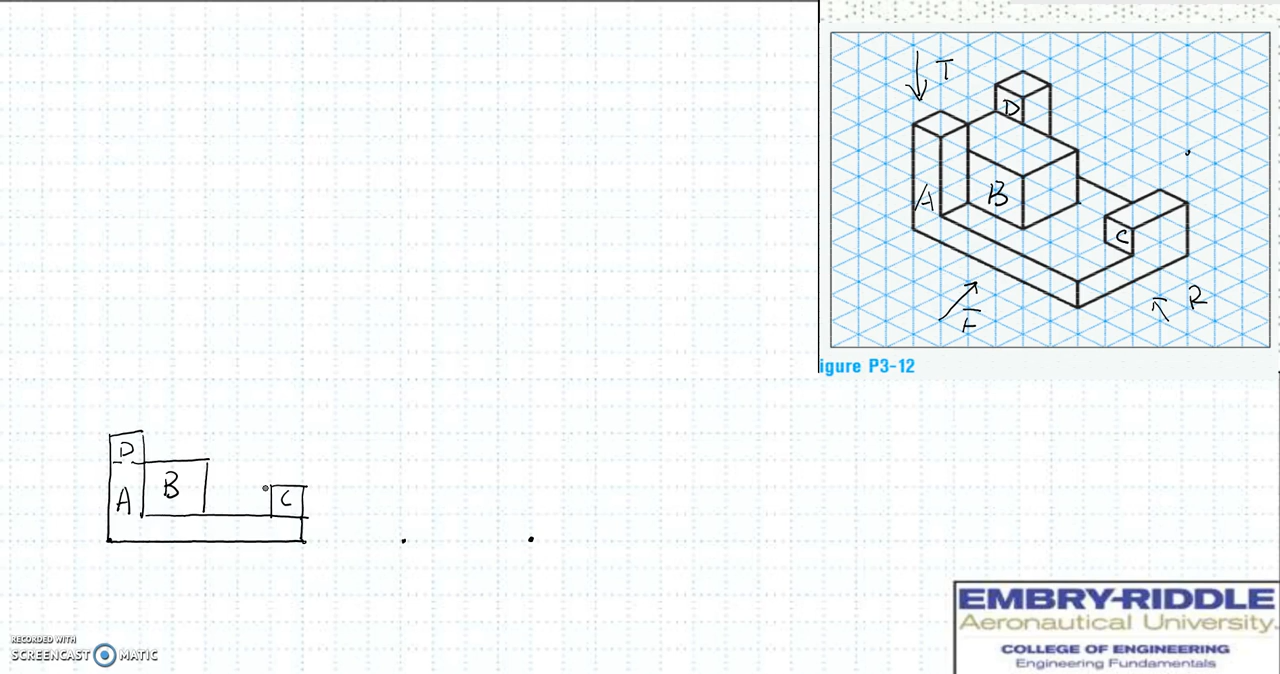 T
D
A
B
C
F
R
igure P3-12
D
A
B
C
EMBRY-RIDDLE
Aeronautical University.
COLLEGE OF ENGINEERING
Engineering Fundamentals
RECORDED WITH
SCREENCAST MATIC